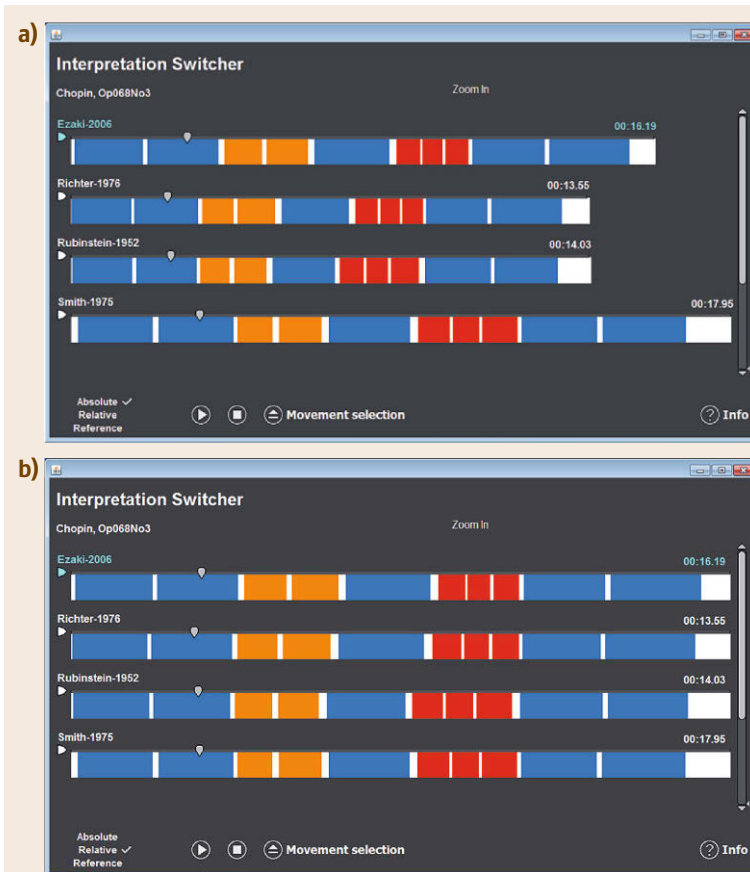 a)
Interpretation Switcher
Chopin, Op068No3
Zoom In
Ezaki-2006
00:16.19
Richter-1976
00:13.55
Rubinstein-1952
00:14.03
Smith-1975
00:17.95
Absolute ✓
Relative
Reference
Movement selection
? Info
b)
Interpretation Switcher
Chopin, Op068No3
Zoom In
Ezaki-2006
00:16.19
Richter-1976
00:13.55
Rubinstein-1952
00:14.03
Smith-1975
00:17.95
Absolute
Relative ✓
Reference
Movement selection
? Info